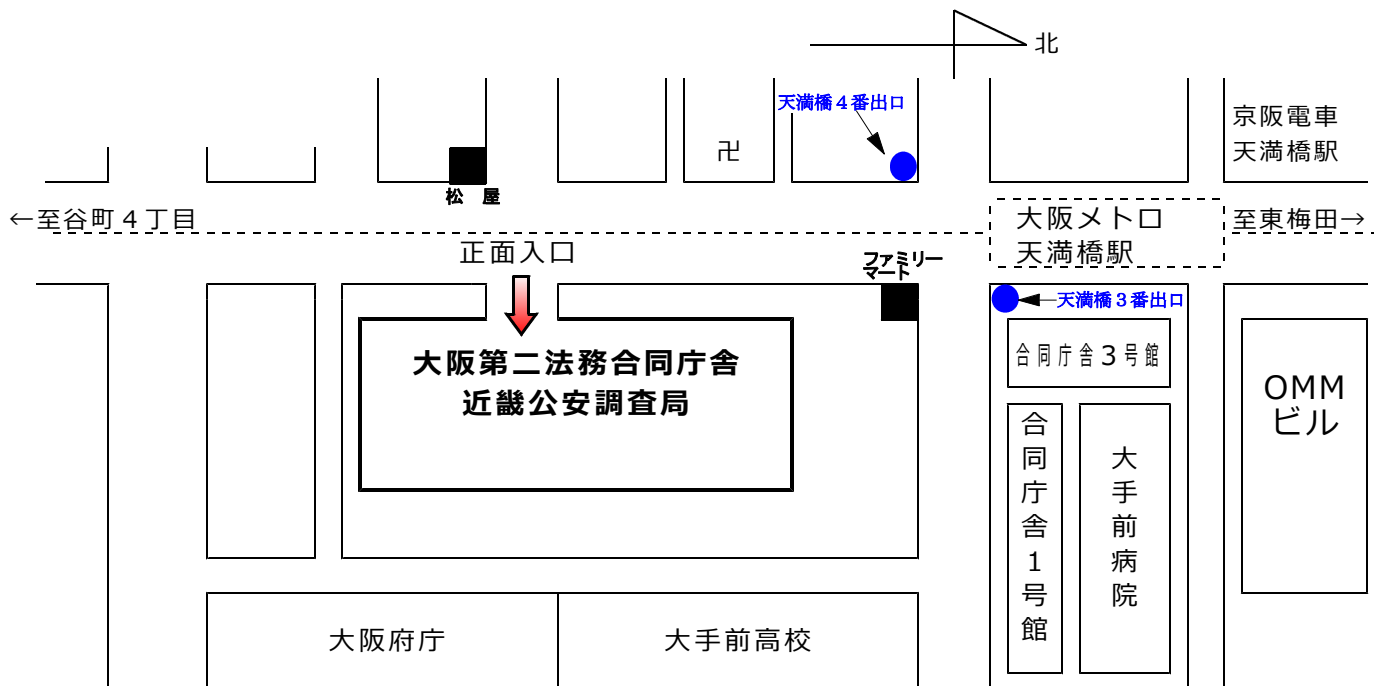 北
天満橋４番出口
京阪電車
天満橋駅
卍
松　屋
←至谷町４丁目
大阪メトロ
天満橋駅
至東梅田→
正面入口
ファミリー
マート
天満橋３番出口
大阪第二法務合同庁舎
近畿公安調査局
合同庁舎３号館
OMM
ビル
合同庁舎１号館
大手前病院
大阪府庁
大手前高校